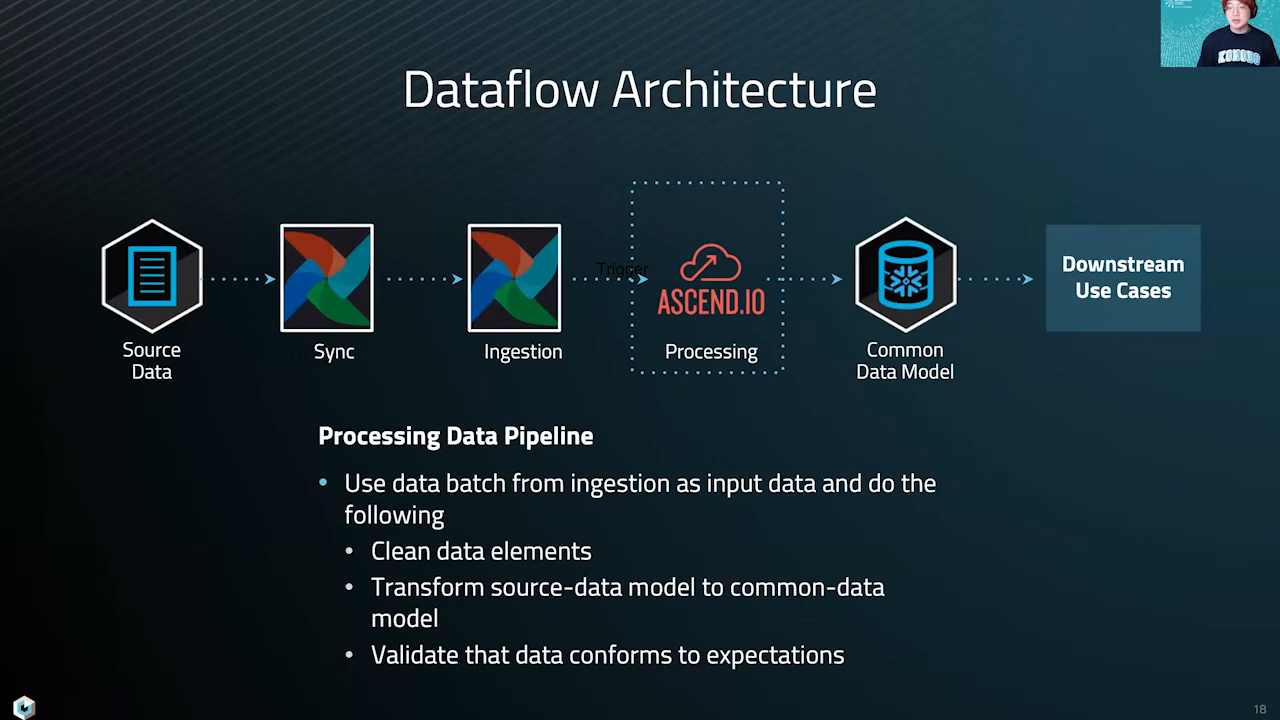 KOMODO
Dataflow Architecture
Trigger
ASCEND.IO
Downstream
Use Cases
Source
Data
Sync
Ingestion
Processing
Common
Data Model
Processing Data Pipeline
• Use data batch from ingestion as input data and do the
following
• Clean data elements
• Transform source-data model to common-data
model
• Validate that data conforms to expectations
18